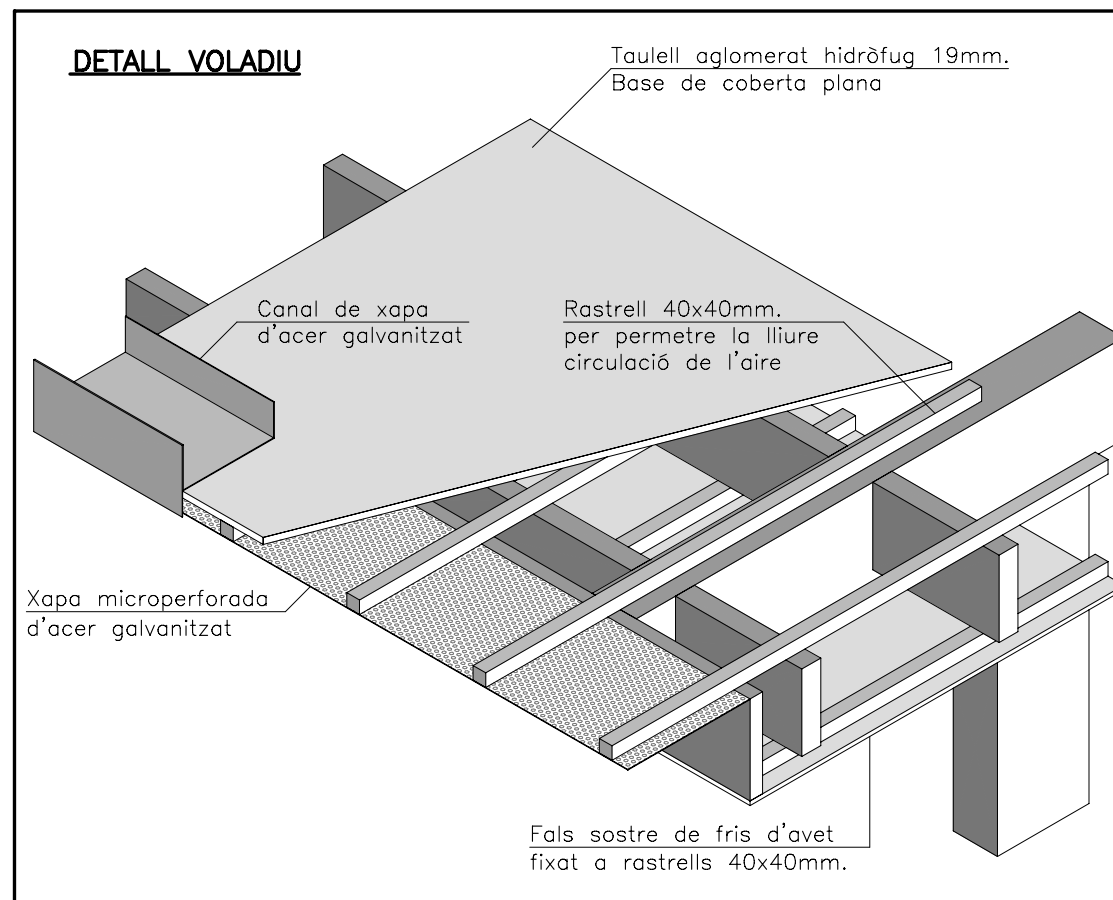 DETALL VOLADIU
Taulell aglomerat hidròfug 19mm.
Base de coberta plana
Canal de xapa
d'acer galvanitzat
Rastrell 40x40mm.
per permetre la lliure
circulació de l'aire
Xapa microperforada
d'acer galvanitzat
Fals sostre de fris d'avet
fixat a rastrells 40x40mm.